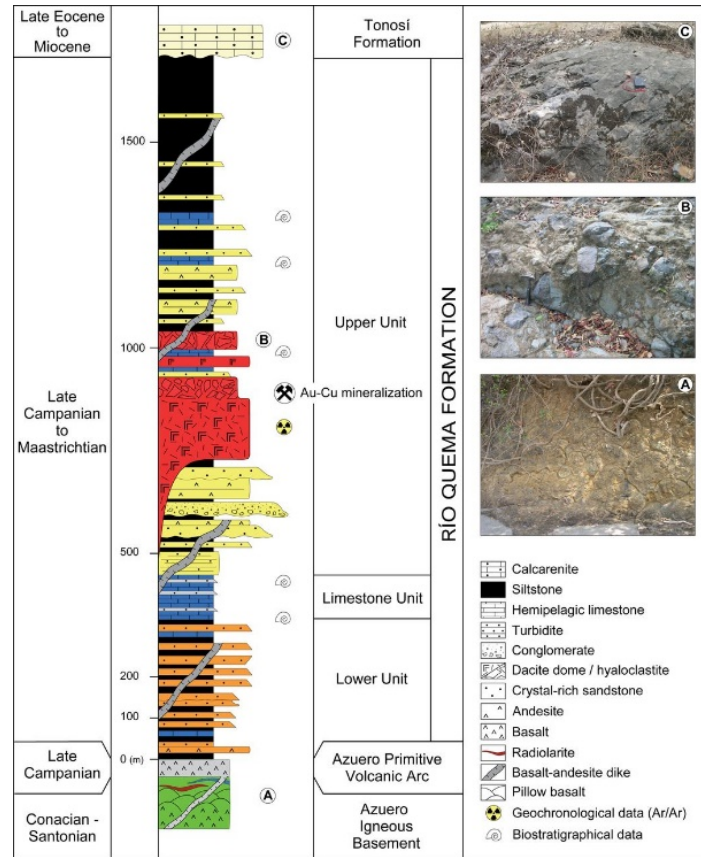 Late Eocene
to
Miocene
Tonosí
Formation
C
C
1500
B
Upper Unit
1000
B
Late
Campanian
to
Maastrichtian
Au-Cu mineralization
RÍO QUEMA FORMATION
A
500
Limestone Unit
Lower Unit
200
100
0 (m)
Late
Campanian
Azuero Primitive
Volcanic Arc
A
Conacian -
Santonian
Azuero
Igneous
Basement
Calcarenite
Siltstone
Hemipelagic limestone
Turbidite
Conglomerate
Dacite dome / hyaloclastite
Crystal-rich sandstone
Andesite
Basalt
Radiolarite
Basalt-andesite dike
Pillow basalt
Geochronological data (Ar/Ar)
Biostratigraphical data